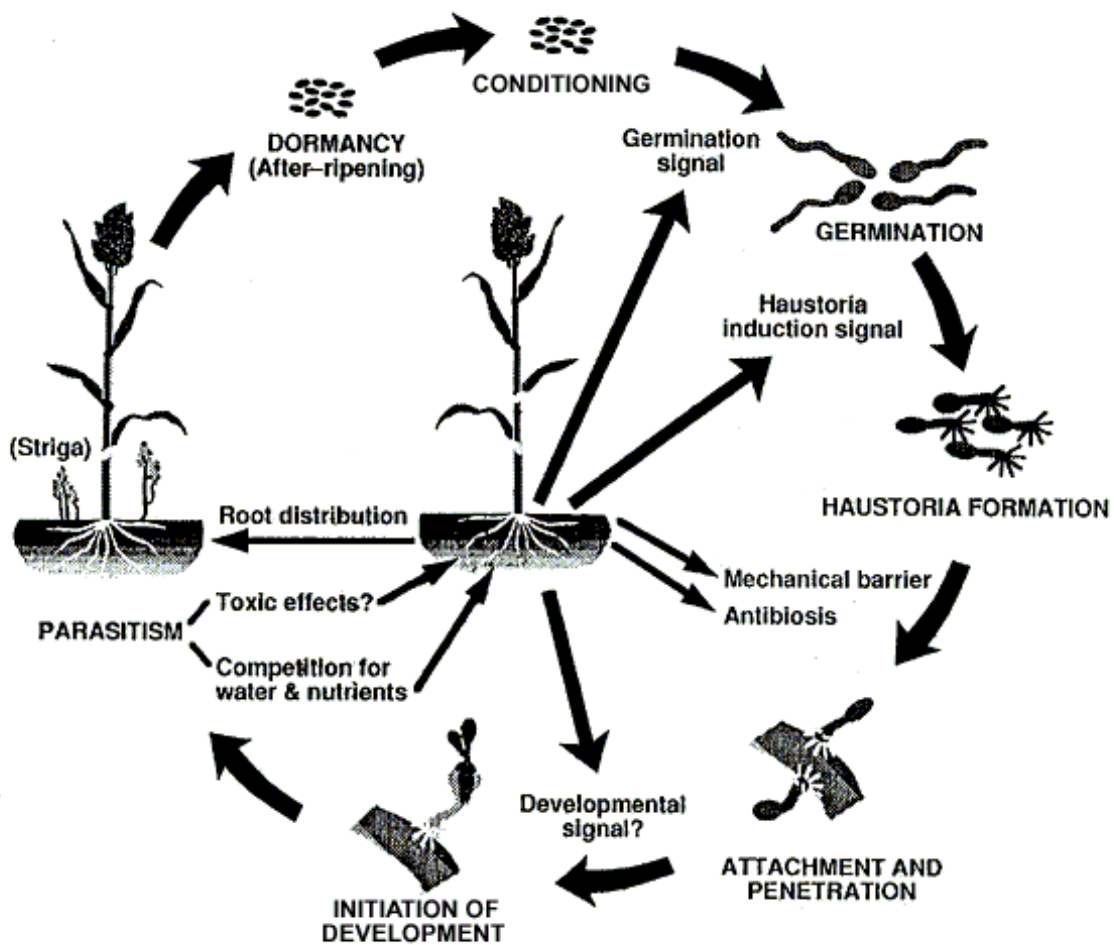 CONDITIONING
DORMANCY
(After-ripening)
Germination
signal
GERMINATION
Haustoria
induction signal
(Striga)
HAUSTORIA FORMATION
Root distribution
Mechanical barrier
Antibiosis
Toxic effects?
PARASITISM
Competition for
water & nutrients
Developmental
signal?
ATTACHMENT AND
PENETRATION
INITIATION OF
DEVELOPMENT